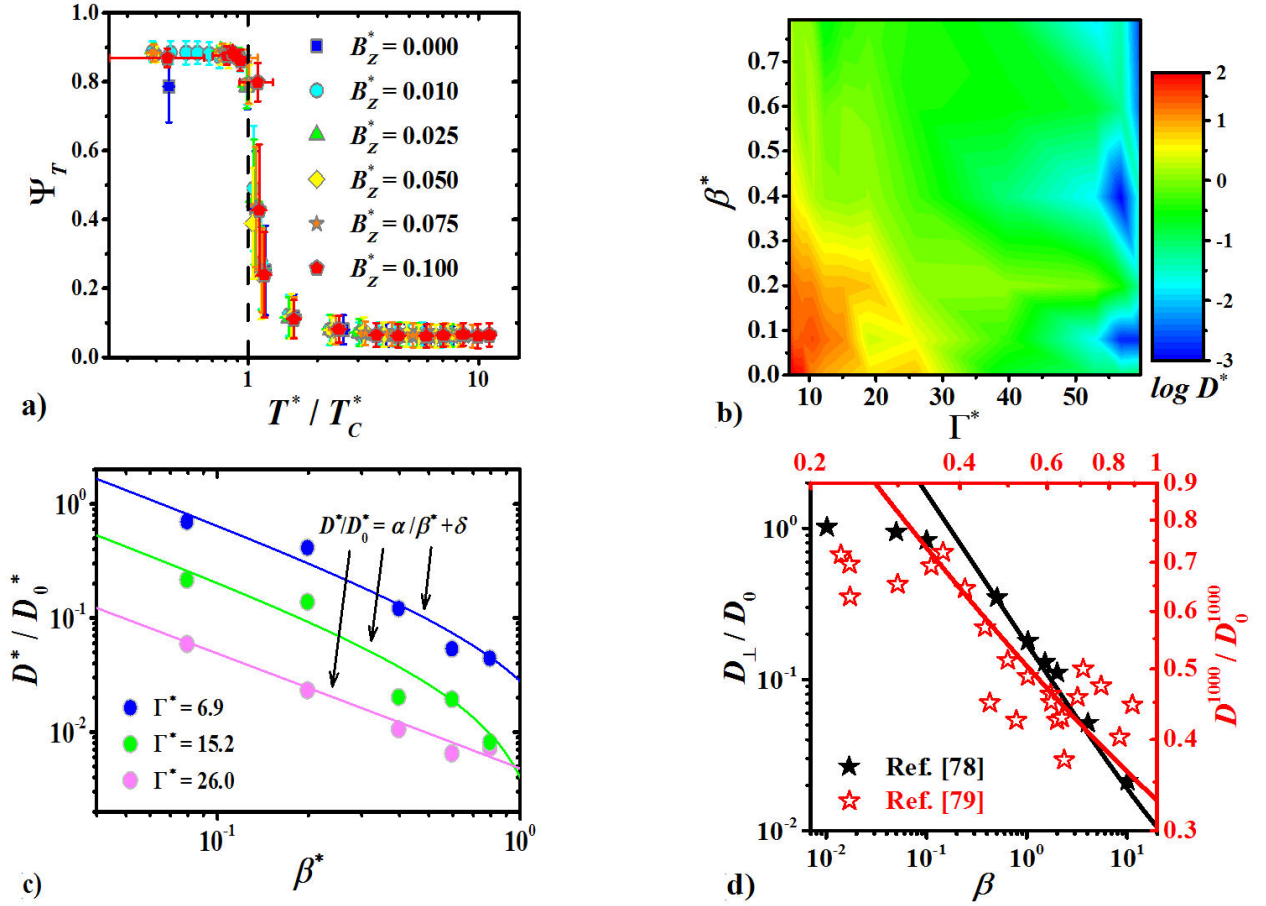 a)
1.0
0.8
0.6
0.4
0.2
0.0
Ψ_T
B*_Z = 0.000
B*_Z = 0.010
B*_Z = 0.025
B*_Z = 0.050
B*_Z = 0.075
B*_Z = 0.100
1
10
T* / T*_C
b)
0.7
0.6
0.5
0.4
0.3
0.2
0.1
0.0
β*
10
20
30
40
50
Γ*
2
1
0
-1
-2
-3
log D*
c)
10^0
10^-1
10^-2
D* / D_0*
D*/D_0* = α/β* + δ
Γ* = 6.9
Γ* = 15.2
Γ* = 26.0
10^-1
10^0
β*
d)
0.2
0.4
0.6
0.8
1
10^0
10^-1
10^-2
D_⊥ / D_0
0.9
0.8
0.7
0.6
0.5
0.4
0.3
D^1000 / D_0^1000
Ref. [78]
Ref. [79]
10^-2
10^-1
10^0
10^1
β